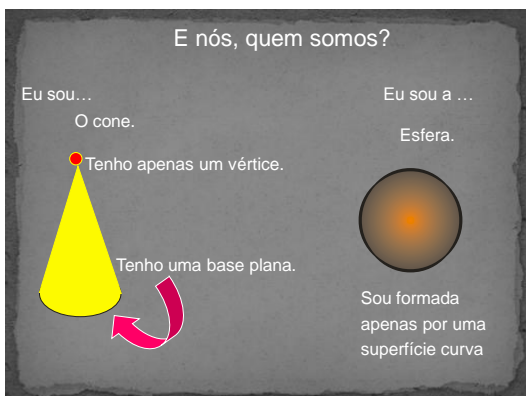 E nós, quem somos?
Eu sou…
O cone.
Tenho apenas um vértice.
Tenho uma base plana.
Eu sou a …
Esfera.
Sou formada
apenas por uma
superfície curva